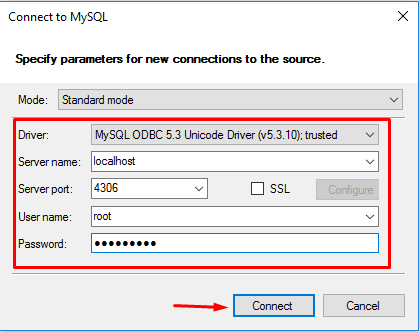 Connect to MySQL
Specify parameters for new connections to the source.
Mode: Standard mode
Driver: MySQL ODBC 5.3 Unicode Driver (v5.3.10); trusted
Server name: localhost
Server port: 4306 SSL Configure
User name: root
Password: ●●●●●●●●●
Connect Cancel